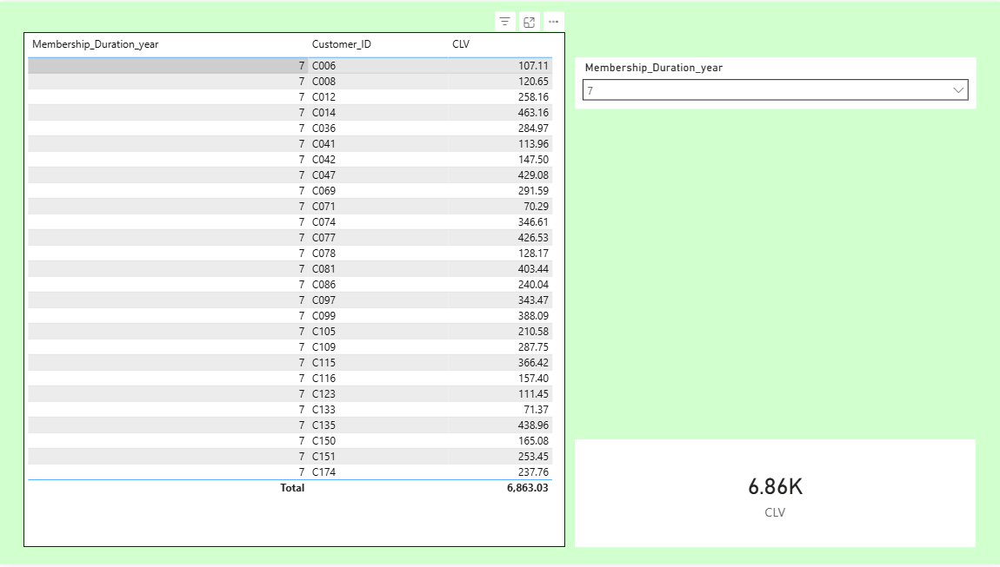 Membership_Duration_year Customer_ID CLV
7 C006 107.11
7 C008 120.65
7 C012 258.16
7 C014 463.16
7 C036 284.97
7 C041 113.96
7 C042 147.50
7 C047 429.08
7 C069 291.59
7 C071 70.29
7 C074 346.61
7 C077 426.53
7 C078 128.17
7 C081 403.44
7 C086 240.04
7 C097 343.47
7 C099 388.09
7 C105 210.58
7 C109 287.75
7 C115 366.42
7 C116 157.40
7 C123 111.45
7 C133 71.37
7 C135 438.96
7 C150 165.08
7 C151 253.45
7 C174 237.76
Total 6,863.03
Membership_Duration_year
7
6.86K
CLV